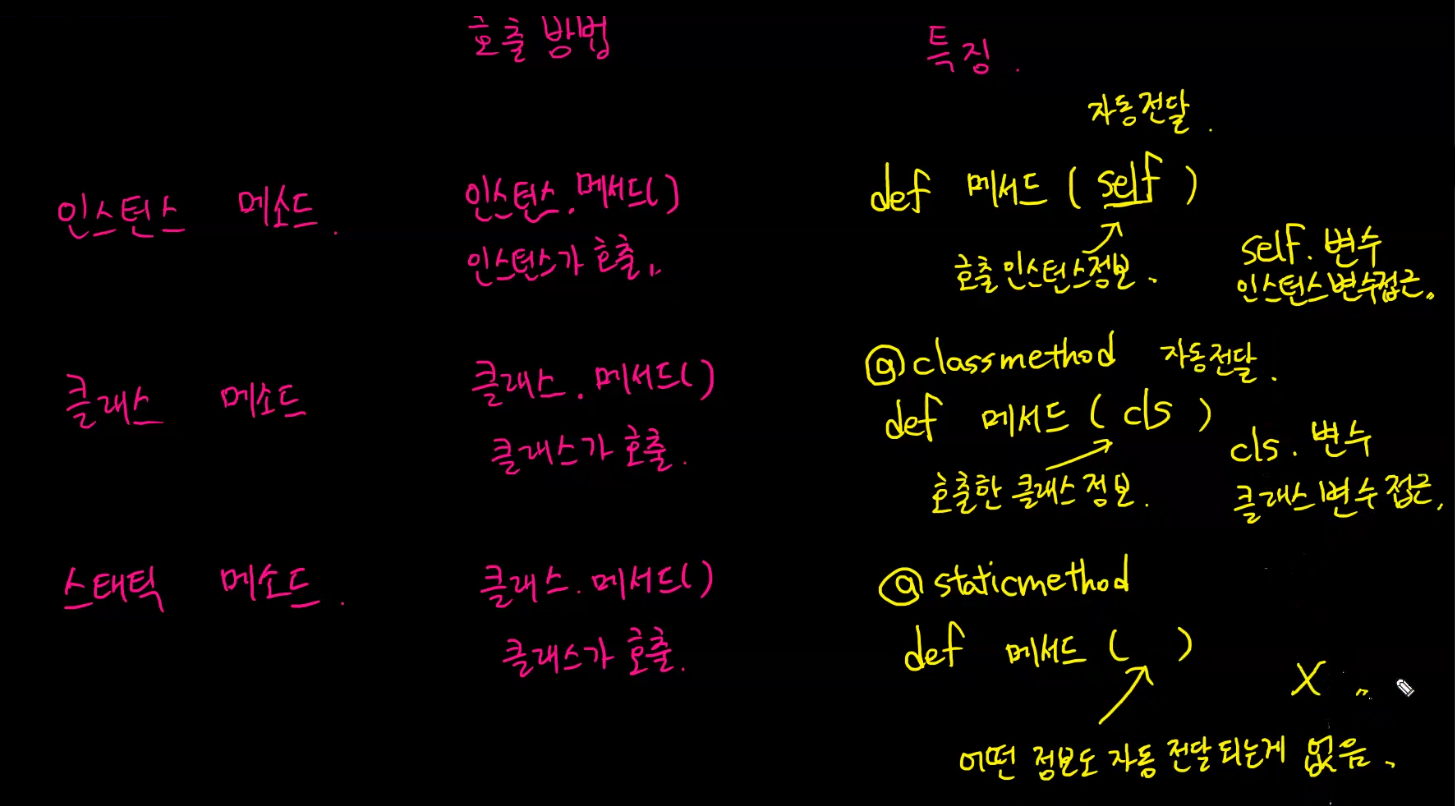 호출 방법
특징.
자동전달.
인스턴스 메소드.
인스턴스.메서드()
인스턴스가 호출.
def 메서드 ( self )
호출 인스턴스정보.
self. 변수
인스턴스변수접근.
클래스 메소드
클래스. 메서드()
클래스가 호출.
@classmethod 자동전달.
def 메서드 ( cls )
호출한 클래스 정보.
cls. 변수
클래스변수 접근.
스태틱 메소드.
클래스. 메서드()
클래스가 호출.
@staticmethod
def 메서드 ( )
X
어떤 정보도 자동 전달되는게 없음.